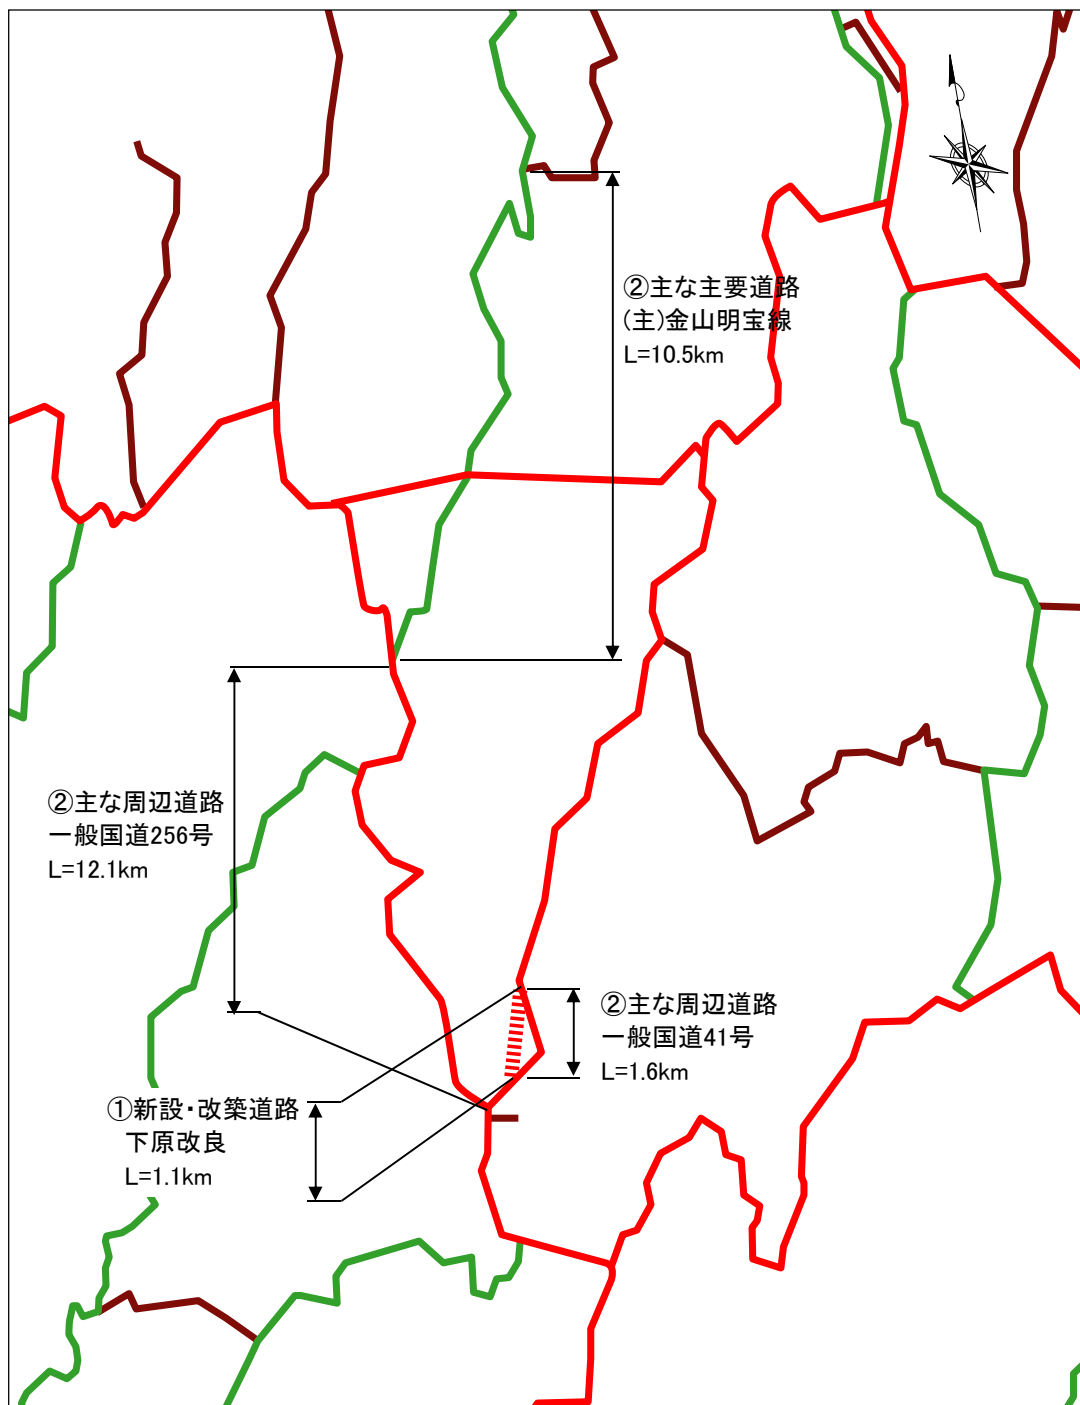 ②主な主要道路
(主)金山明宝線
L=10.5km
②主な周辺道路
一般国道256号
L=12.1km
②主な周辺道路
一般国道41号
L=1.6km
①新設・改築道路
下原改良
L=1.1km